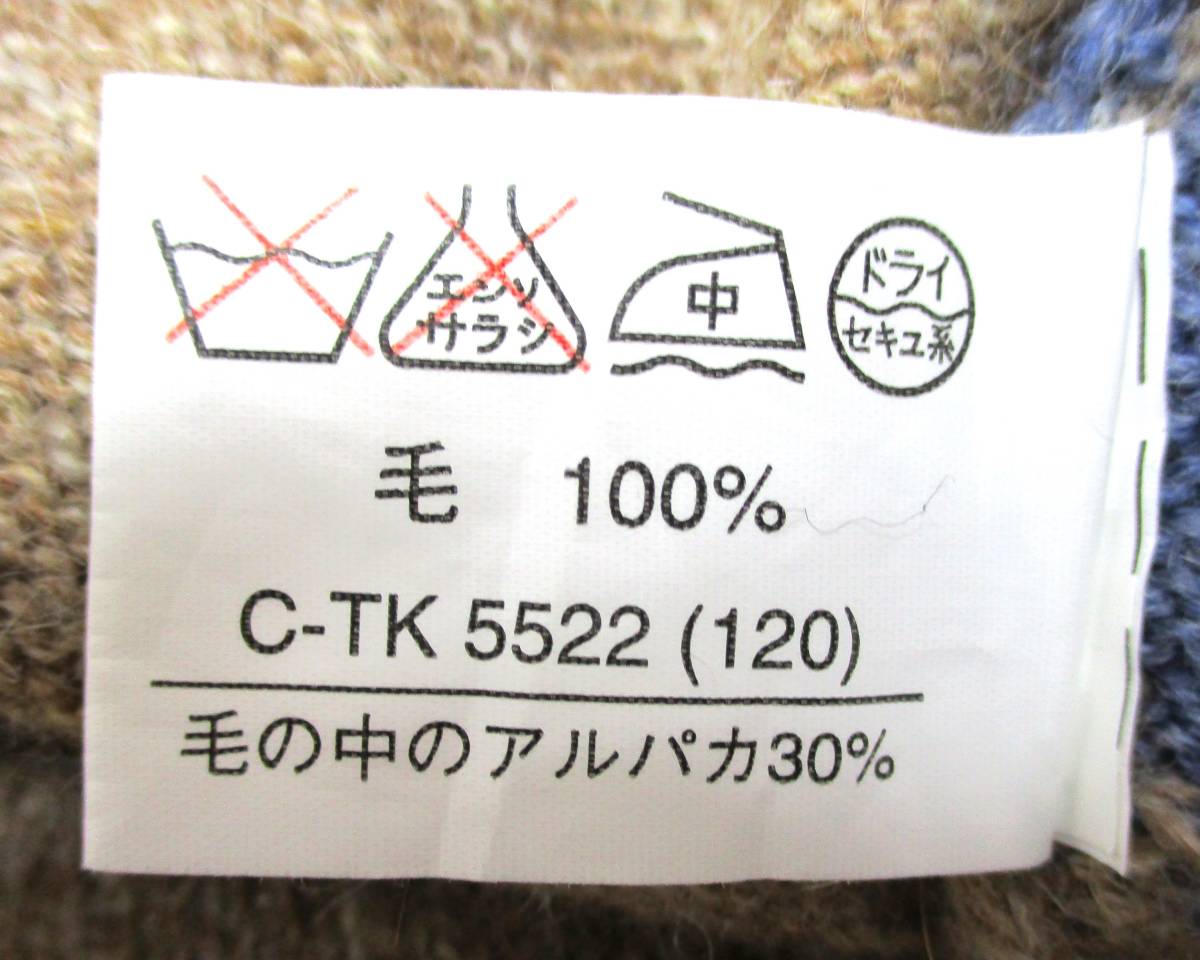 エンソ
サラシ
中
ドライ
セキユ系
毛 100%
C-TK 5522 (120)
毛の中のアルパカ30%